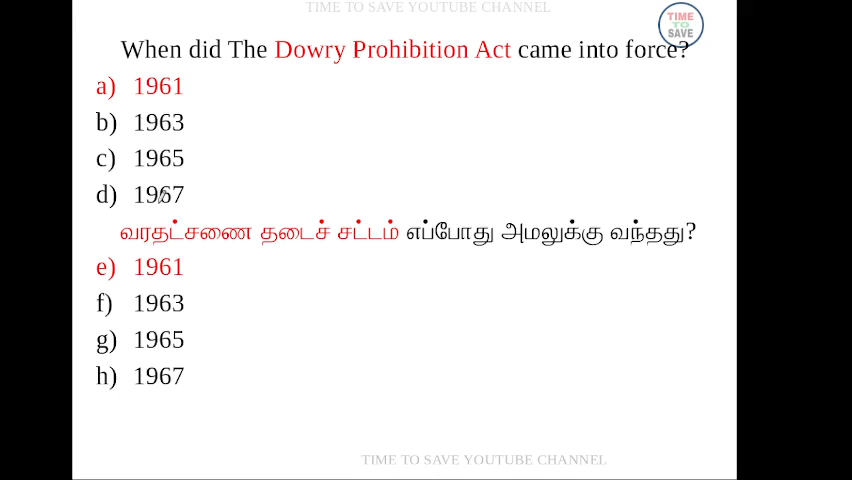 TIME TO SAVE YOUTUBE CHANNEL
TIME
TO
SAVE
When did The Dowry Prohibition Act came into force?
a) 1961
b) 1963
c) 1965
d) 1967
வரதட்சணை தடைச் சட்டம் எப்போது அமலுக்கு வந்தது?
e) 1961
f) 1963
g) 1965
h) 1967
TIME TO SAVE YOUTUBE CHANNEL